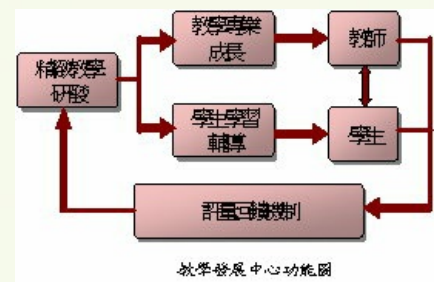 教學專業
成長
教師
精緻教學
研發
學生學習
輔導
學生
評量回饋機制
教學發展中心功能圖